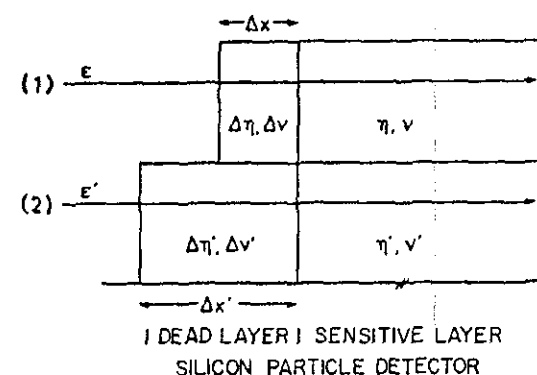 Δx
(1) ε
Δη, Δν η, ν
(2) ε'
Δη', Δν' η', ν'
Δx'
| DEAD LAYER | SENSITIVE LAYER
SILICON PARTICLE DETECTOR